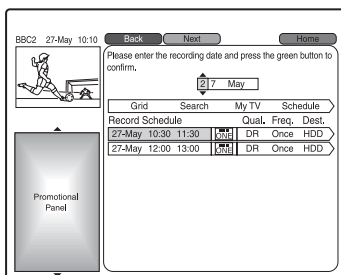 BBC2 27-May 10:10
Back Next Home
Please enter the recording date and press the green button to
confirm.
2 7 May
Grid Search My TV Schedule
Record Schedule Qual. Freq. Dest.
27-May 10:30 11:30 ONE DR Once HDD
27-May 12:00 13:00 ONE DR Once HDD
Promotional
Panel